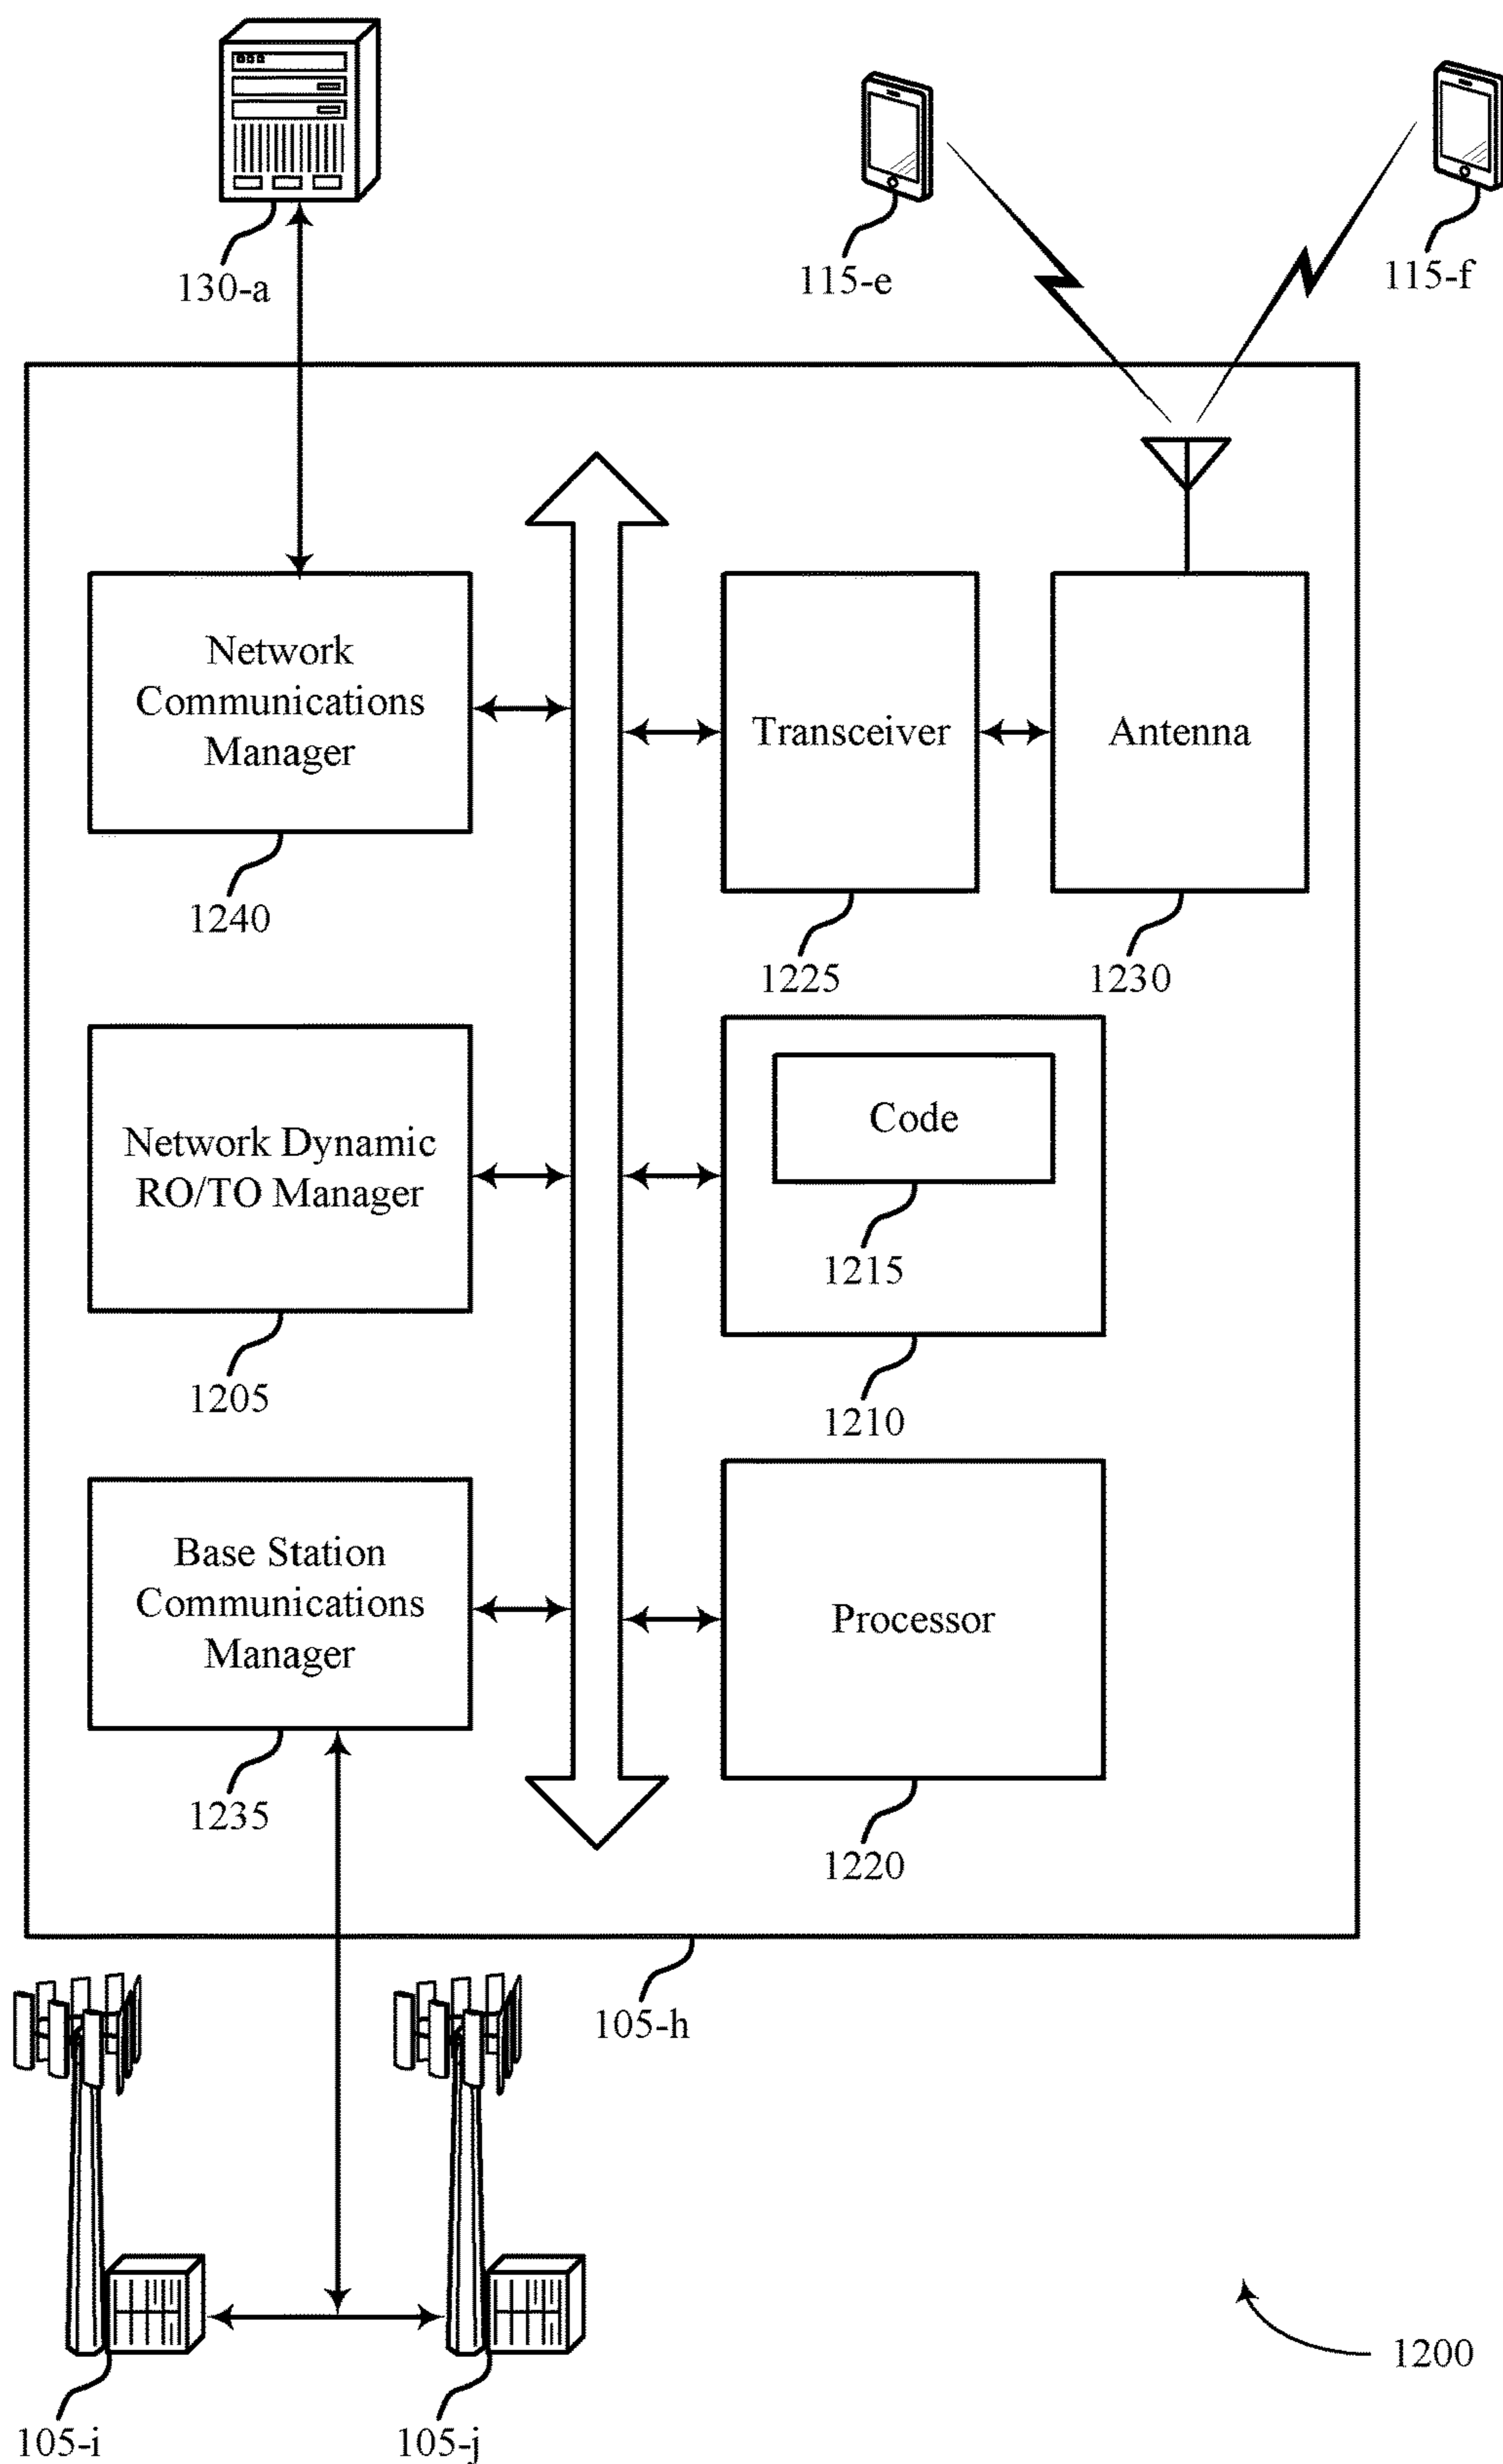 130-a
115-e
115-f
Network
Communications
Manager
1240
Transceiver
1225
Antenna
1230
Network Dynamic
RO/TO Manager
1205
Code
1215
1210
Base Station
Communications
Manager
1235
Processor
1220
105-h
105-i
105-j
1200